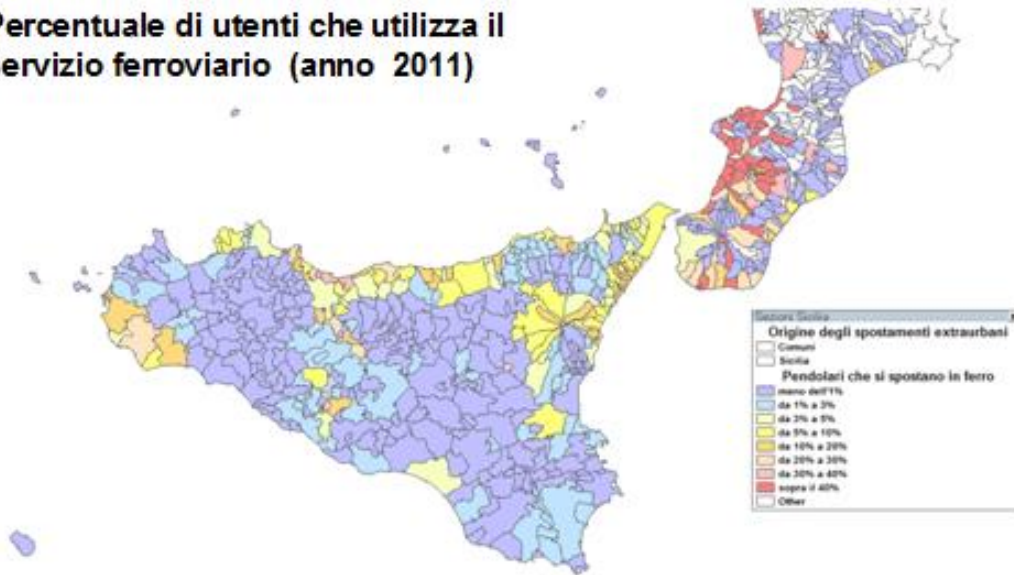 Percentuale di utenti che utilizza il
servizio ferroviario (anno 2011)
Sezioni Sicilia
Origine degli spostamenti extraurbani
Comuni
Sicilia
Pendolari che si spostano in ferro
meno dell'1%
da 1% a 3%
da 3% a 5%
da 5% a 10%
da 10% a 20%
da 20% a 30%
da 30% a 40%
sopra il 40%
Other